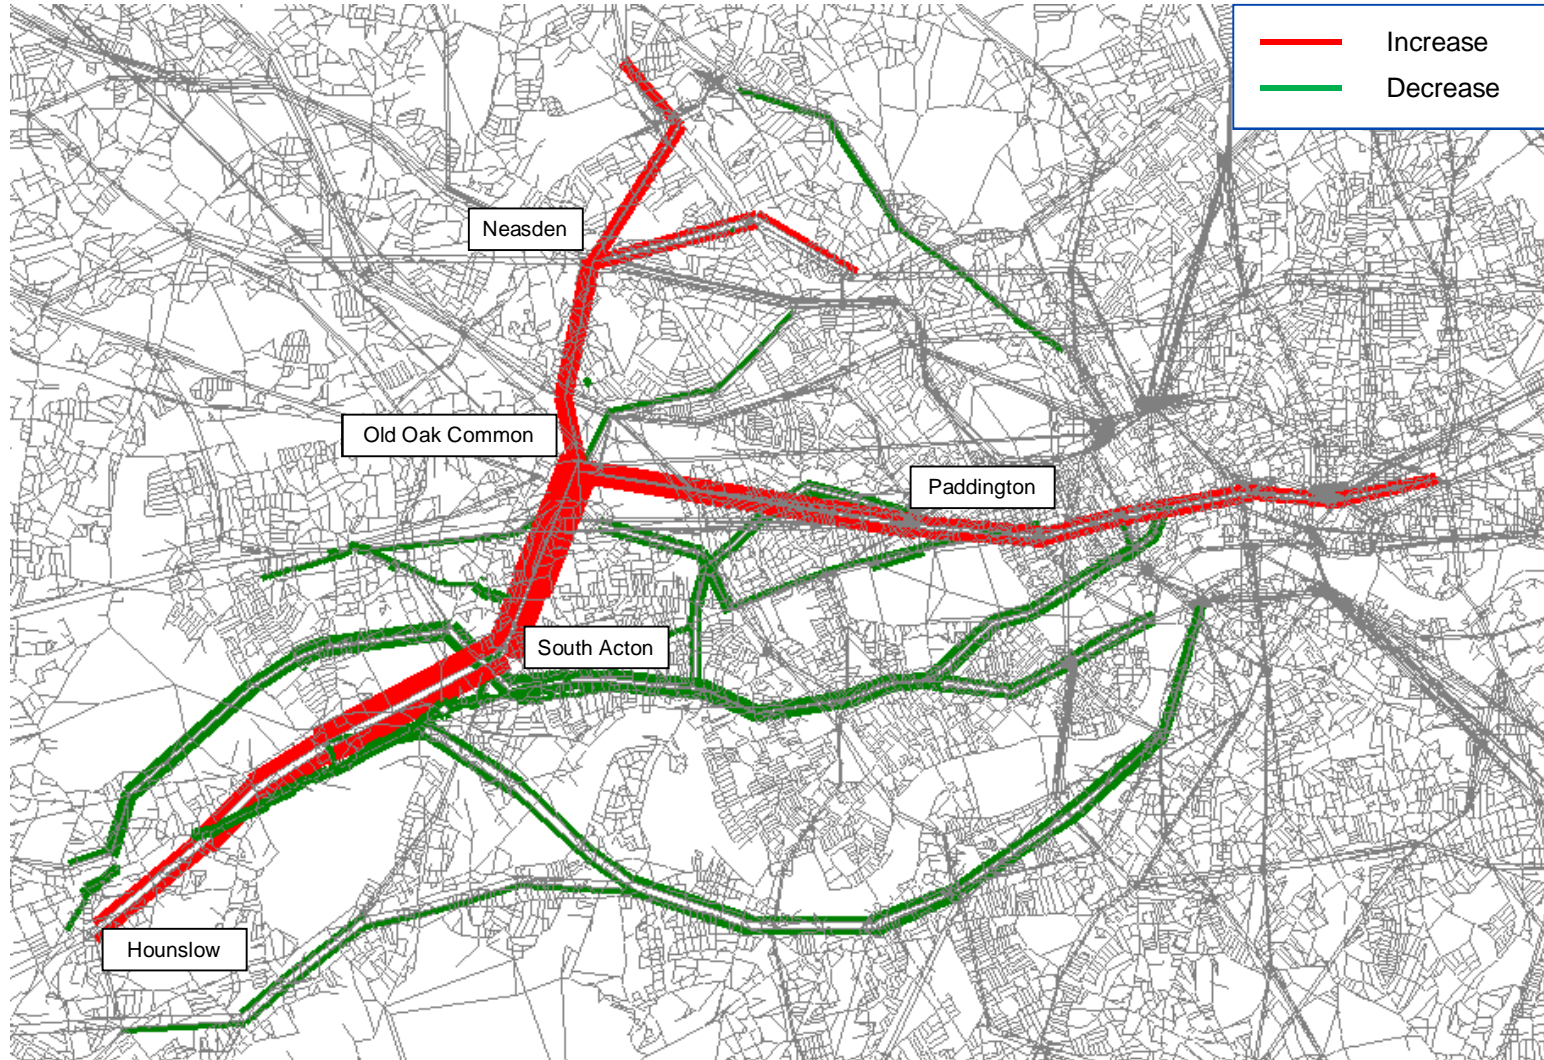 Increase
Decrease
Neasden
Old Oak Common
Paddington
South Acton
Hounslow